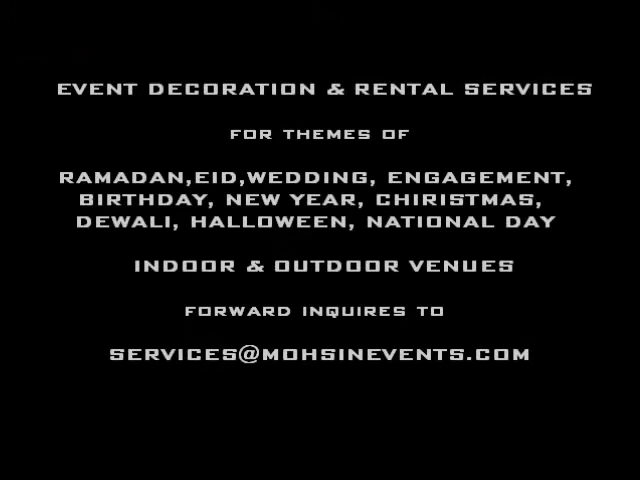 EVENT DECORATION & RENTAL SERVICES
FOR THEMES OF
RAMADAN,EID,WEDDING, ENGAGEMENT,
BIRTHDAY, NEW YEAR, CHIRISTMAS,
DEWALI, HALLOWEEN, NATIONAL DAY
INDOOR & OUTDOOR VENUES
FORWARD INQUIRES TO
SERVICES@MOHSINEVENTS.COM